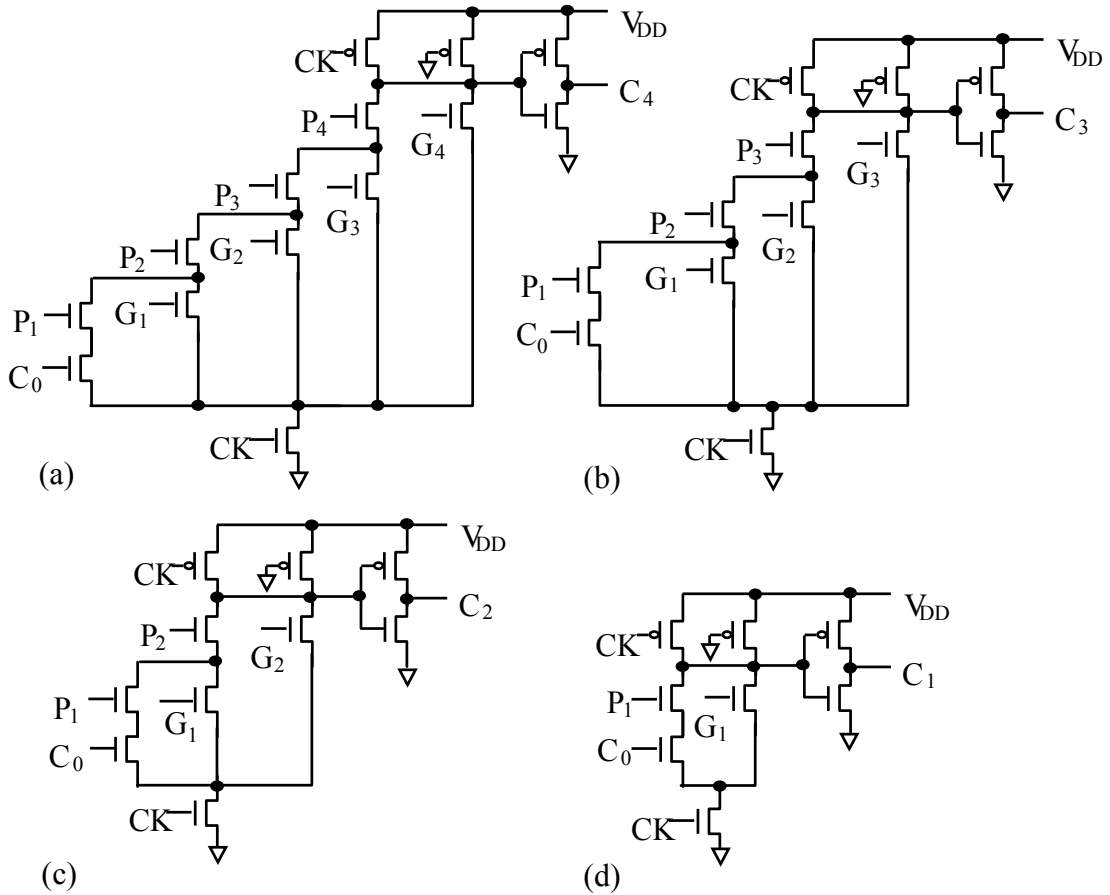 V_DD
CK
C_4
P_4
G_4
P_3
G_3
P_2
G_2
P_1
G_1
C_0
CK
(a)
V_DD
CK
C_3
P_3
G_3
P_2
G_2
P_1
G_1
C_0
CK
(b)
V_DD
CK
C_2
P_2
G_2
P_1
G_1
C_0
CK
(c)
V_DD
CK
C_1
P_1
G_1
C_0
CK
(d)